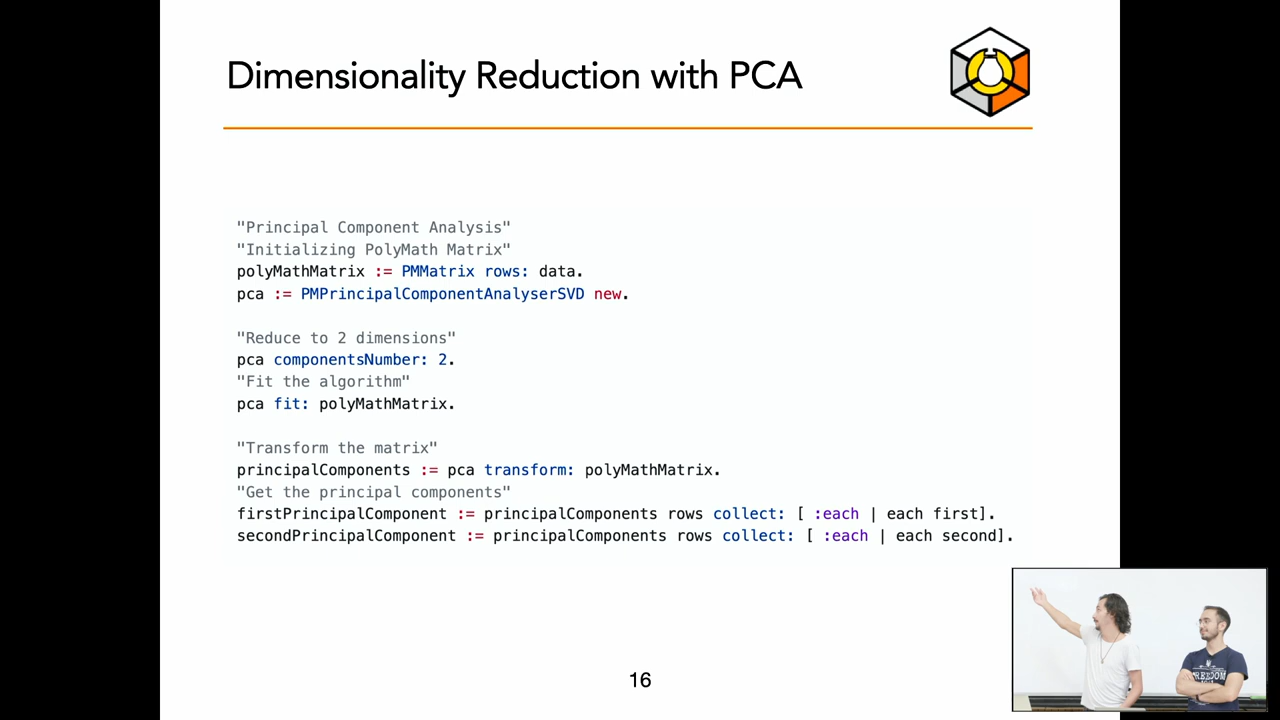 Dimensionality Reduction with PCA
"Principal Component Analysis"
"Initializing PolyMath Matrix"
polyMathMatrix := PMMatrix rows: data.
pca := PMPrincipalComponentAnalyserSVD new.
"Reduce to 2 dimensions"
pca componentsNumber: 2.
"Fit the algorithm"
pca fit: polyMathMatrix.
"Transform the matrix"
principalComponents := pca transform: polyMathMatrix.
"Get the principal components"
firstPrincipalComponent := principalComponents rows collect: [ :each | each first].
secondPrincipalComponent := principalComponents rows collect: [ :each | each second].
16
FREEDOM